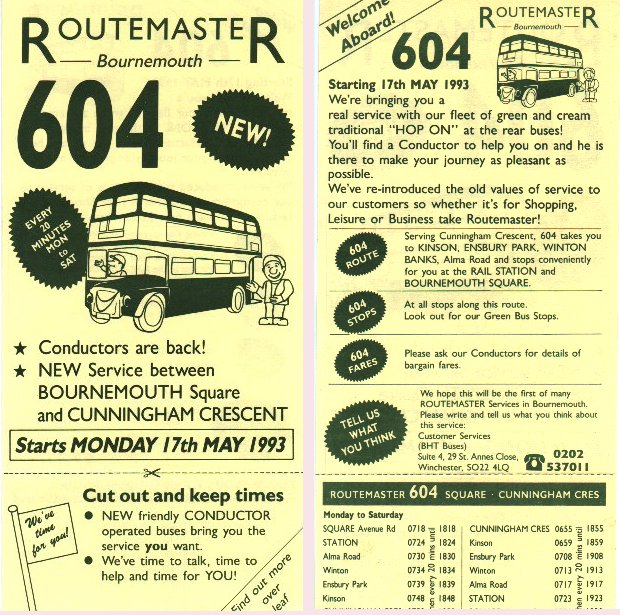 ROUTEMASTER
Bournemouth
604
NEW!
EVERY
20
MINUTES
MON
to
SAT
★ Conductors are back!
★ NEW Service between
BOURNEMOUTH Square
and CUNNINGHAM CRESCENT
Starts MONDAY 17th MAY 1993
Cut out and keep times
We've
time
for you!
● NEW friendly CONDUCTOR
operated buses bring you the
service you want.
● We've time to talk, time to
help and time for YOU!
Find out more
over
leaf
Welcome
Aboard!
ROUTEMASTER
Bournemouth
604
Starting 17th MAY 1993
We're bringing you a
real service with our fleet of green and cream
traditional "HOP ON" at the rear buses!
You'll find a Conductor to help you on and he is
there to make your journey as pleasant as
possible.
We've re-introduced the old values of service to
our customers so whether it's for Shopping,
Leisure or Business take Routemaster!
604
ROUTE
Serving Cunningham Crescent, 604 takes you
to KINSON, ENSBURY PARK, WINTON
BANKS, Alma Road and stops conveniently
for you at the RAIL STATION and
BOURNEMOUTH SQUARE.
604
STOPS
At all stops along this route.
Look out for our Green Bus Stops.
604
FARES
Please ask our Conductors for details of
bargain fares.
TELL US
WHAT
YOU THINK
We hope this will be the first of many
ROUTEMASTER Services in Bournemouth.
Please write and tell us what you think about
this service:
Customer Services
(BHT Buses)
Suite 4, 29 St. Annes Close,
Winchester, SO22 4LQ
☎ 0202
537011
ROUTEMASTER 604 SQUARE · CUNNINGHAM CRES
Monday to Saturday
SQUARE Avenue Rd 0718 1818
STATION 0724 1824
Alma Road 0730 1830
Winton 0734 1834
Ensbury Park 0739 1839
Kinson 0748 1848
every 20 mins until
CUNNINGHAM CRES 0655 1855
Kinson 0659 1859
Ensbury Park 0708 1908
Winton 0713 1913
Alma Road 0717 1917
STATION 0723 1923
every 20 mins until